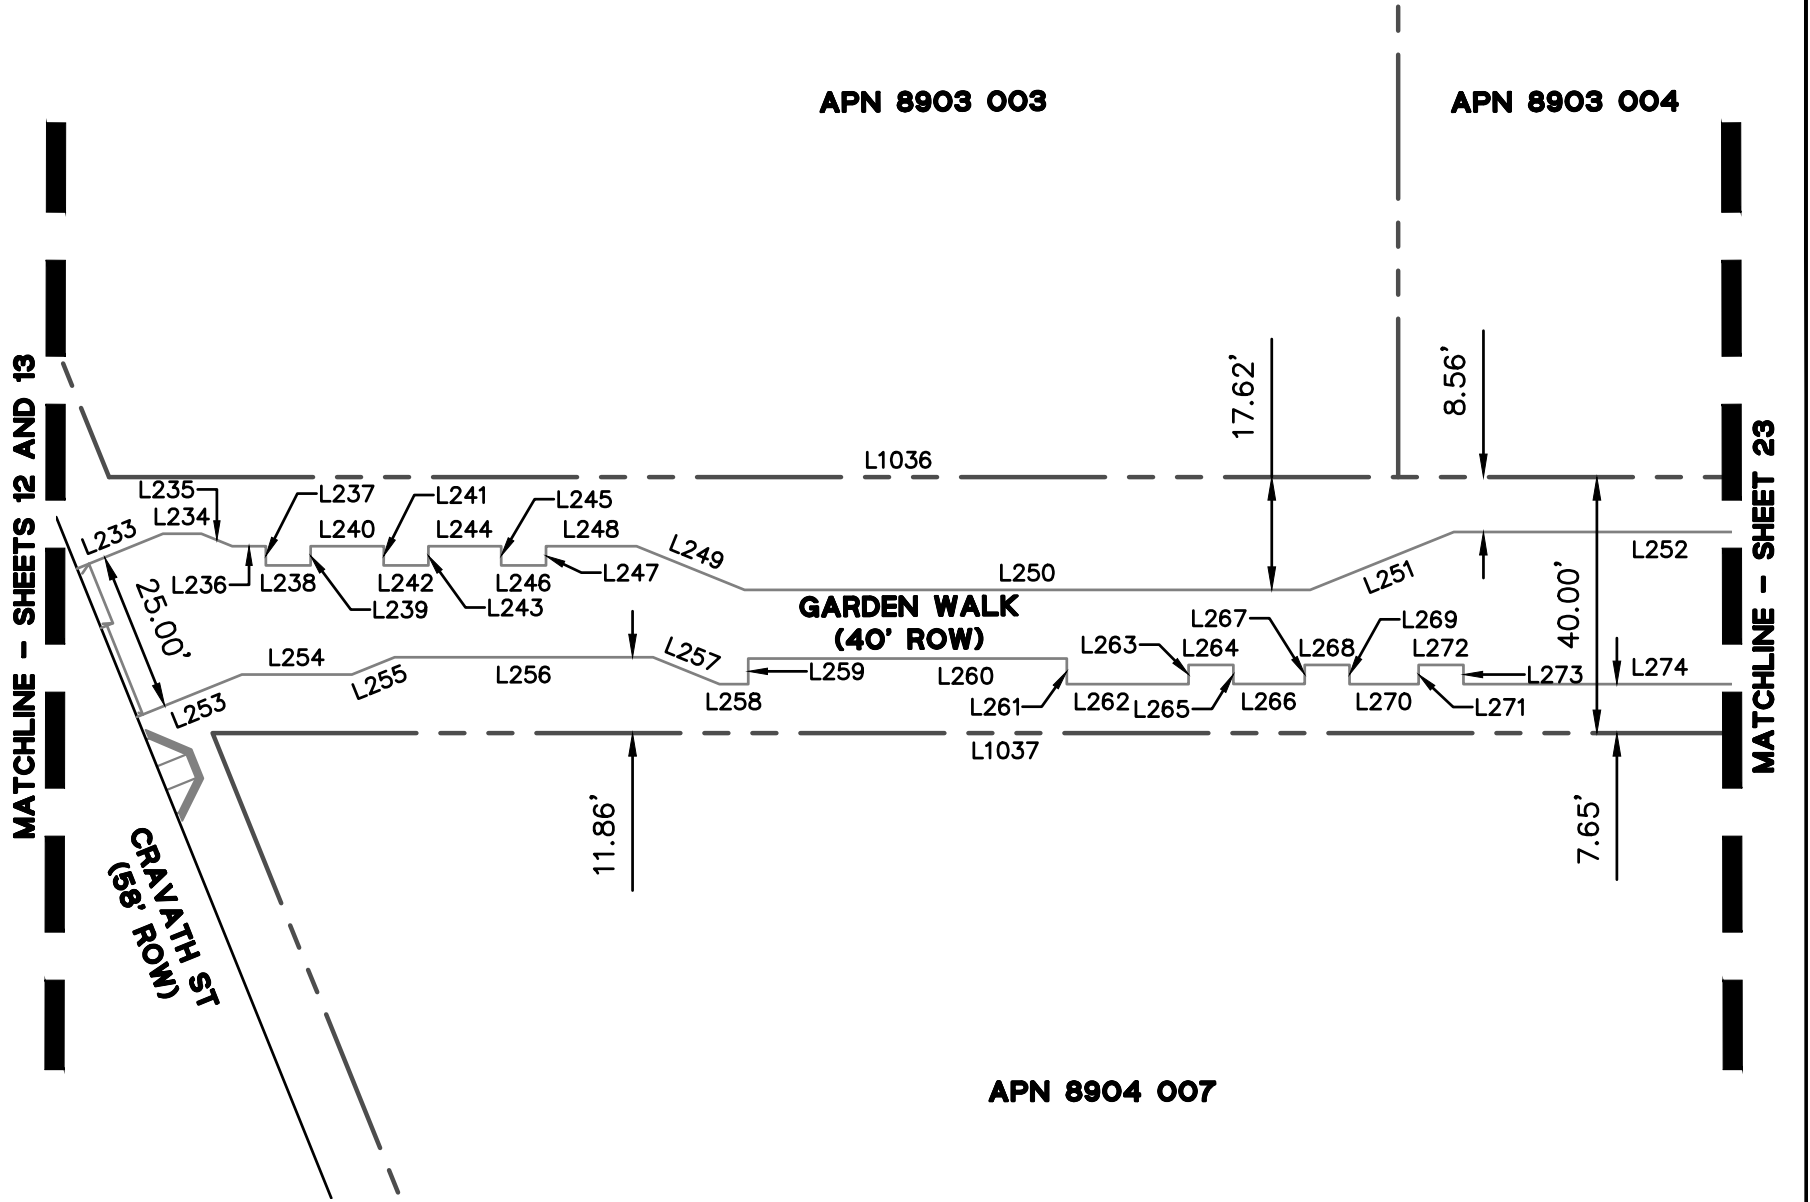 APN 8903 003
APN 8903 004
MATCHLINE - SHEETS 12 AND 13
MATCHLINE - SHEET 23
17.62'
8.56'
L1036
L235
L234
L233
L237
L240
L241
L244
L245
L248
L249
L236
L238
L239
L242
L243
L246
L247
L250
L251
L252
GARDEN WALK
(40' ROW)
25.00'
40.00'
L254
L253
L255
L256
L257
L258
L259
L260
L261
L262
L263
L264
L265
L266
L267
L268
L269
L270
L271
L272
L273
L274
L1037
11.86'
7.65'
CRAVATH ST
(58' ROW)
APN 8904 007